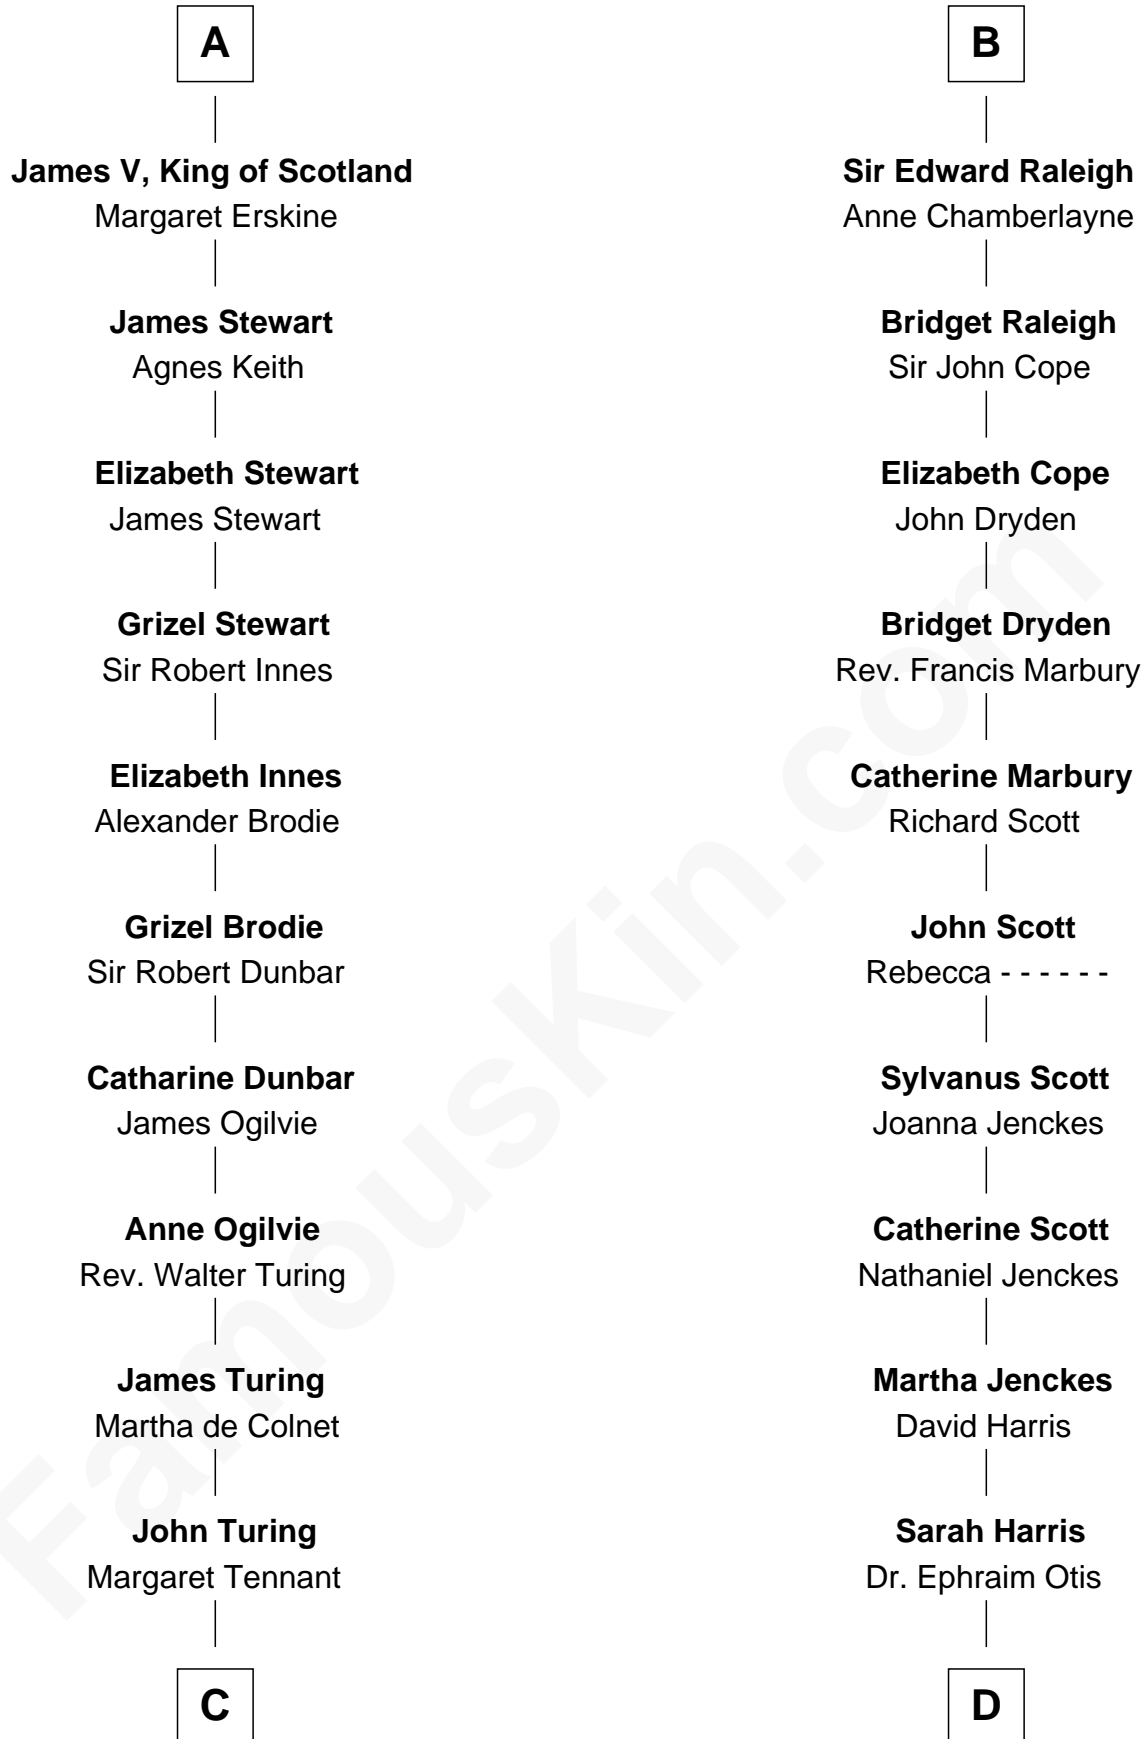 A
James V, King of Scotland
Margaret Erskine
James Stewart
Agnes Keith
Elizabeth Stewart
James Stewart
Grizel Stewart
Sir Robert Innes
Elizabeth Innes
Alexander Brodie
Grizel Brodie
Sir Robert Dunbar
Catharine Dunbar
James Ogilvie
Anne Ogilvie
Rev. Walter Turing
James Turing
Martha de Colnet
John Turing
Margaret Tennant
C
B
Sir Edward Raleigh
Anne Chamberlayne
Bridget Raleigh
Sir John Cope
Elizabeth Cope
John Dryden
Bridget Dryden
Rev. Francis Marbury
Catherine Marbury
Richard Scott
John Scott
Rebecca - - - - - -
Sylvanus Scott
Joanna Jenckes
Catherine Scott
Nathaniel Jenckes
Martha Jenckes
David Harris
Sarah Harris
Dr. Ephraim Otis
D
FamousKin.com